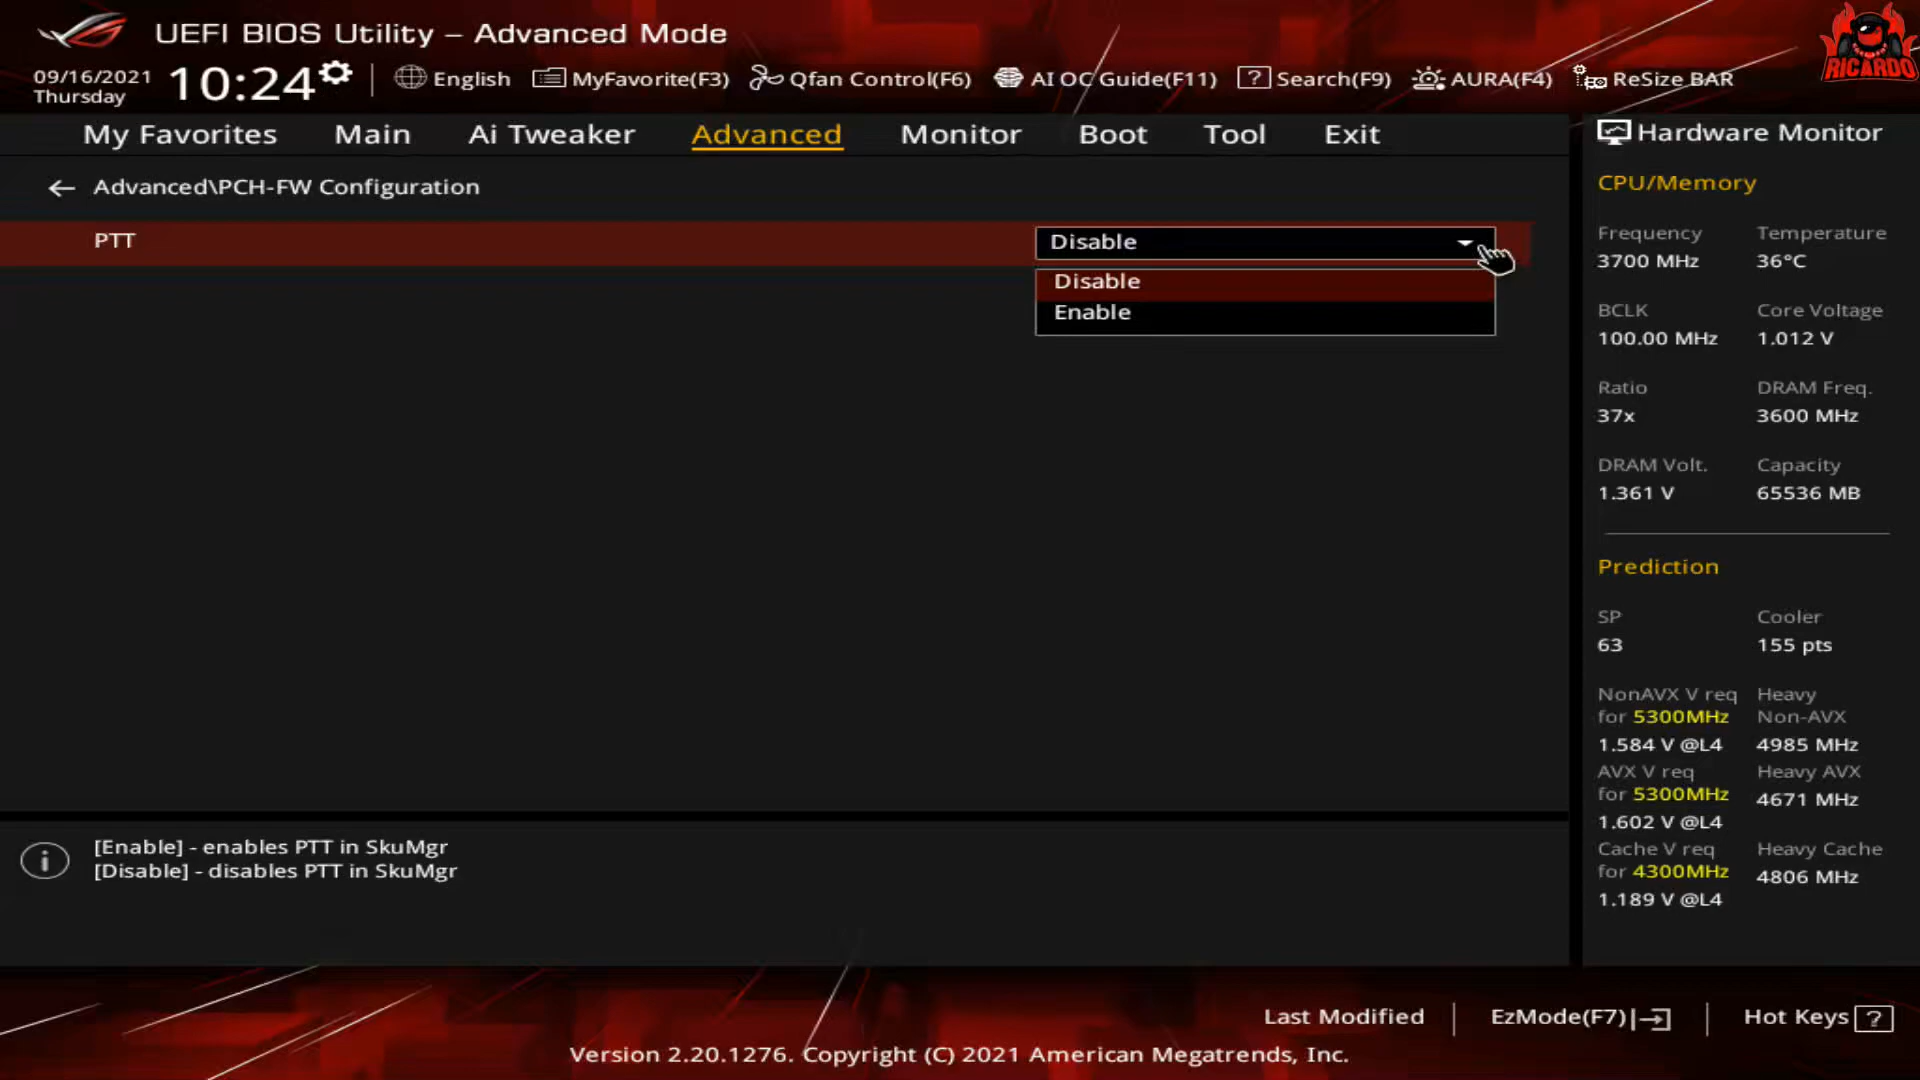 UEFI BIOS Utility – Advanced Mode
RICARDO
09/16/2021
Thursday
10:24
English
MyFavorite(F3)
Qfan Control(F6)
AI OC Guide(F11)
? Search(F9)
AURA(F4)
ReSize BAR
My Favorites
Main
Ai Tweaker
Advanced
Monitor
Boot
Tool
Exit
Advanced\PCH-FW Configuration
PTT
Disable
Disable
Enable
[Enable] - enables PTT in SkuMgr
[Disable] - disables PTT in SkuMgr
Hardware Monitor
CPU/Memory
Frequency Temperature
3700 MHz 36°C
BCLK Core Voltage
100.00 MHz 1.012 V
Ratio DRAM Freq.
37x 3600 MHz
DRAM Volt. Capacity
1.361 V 65536 MB
Prediction
SP Cooler
63 155 pts
NonAVX V req Heavy
for 5300MHz Non-AVX
1.584 V @L4 4985 MHz
AVX V req Heavy AVX
for 5300MHz 4671 MHz
1.602 V @L4
Cache V req Heavy Cache
for 4300MHz 4806 MHz
1.189 V @L4
Last Modified
EzMode(F7)
Hot Keys ?
Version 2.20.1276. Copyright (C) 2021 American Megatrends, Inc.